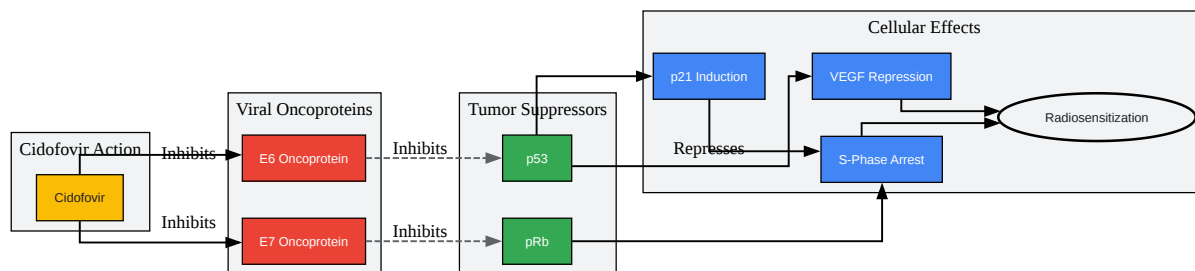 Cellular Effects
p21 Induction
VEGF Repression
Viral Oncoproteins
Tumor Suppressors
Radiosensitization
Cidofovir Action
Inhibits
E6 Oncoprotein
Inhibits
p53
Represses
S-Phase Arrest
Cidofovir
Inhibits
E7 Oncoprotein
Inhibits
pRb